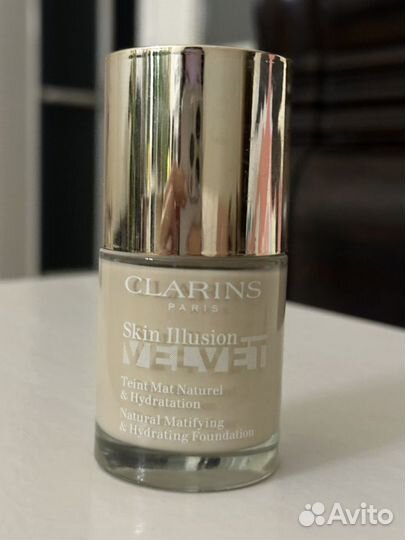 CLARINS
PARIS
Skin Illusion
VELVET
Teint Mat Naturel
& Hydratation
Natural Matifying
& Hydrating Foundation
Avito